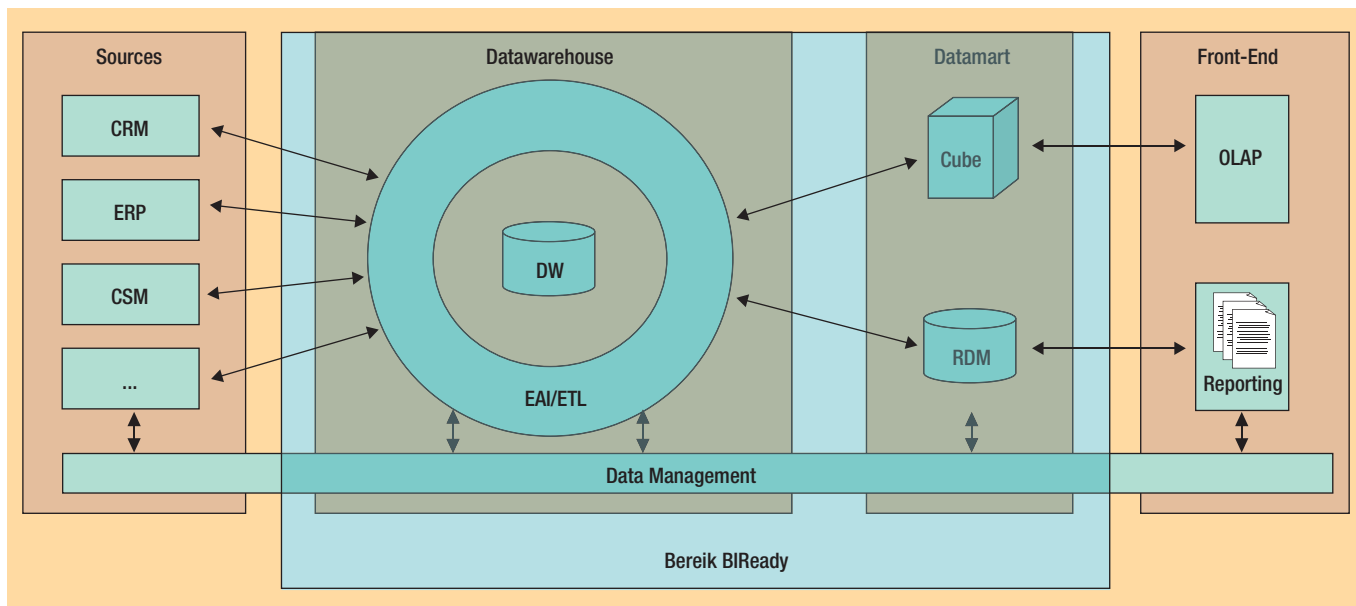 Sources
Datawarehouse
Datamart
Front-End
CRM
ERP
CSM
...
DW
EAI/ETL
Cube
RDM
OLAP
Reporting
Data Management
Bereik BIReady